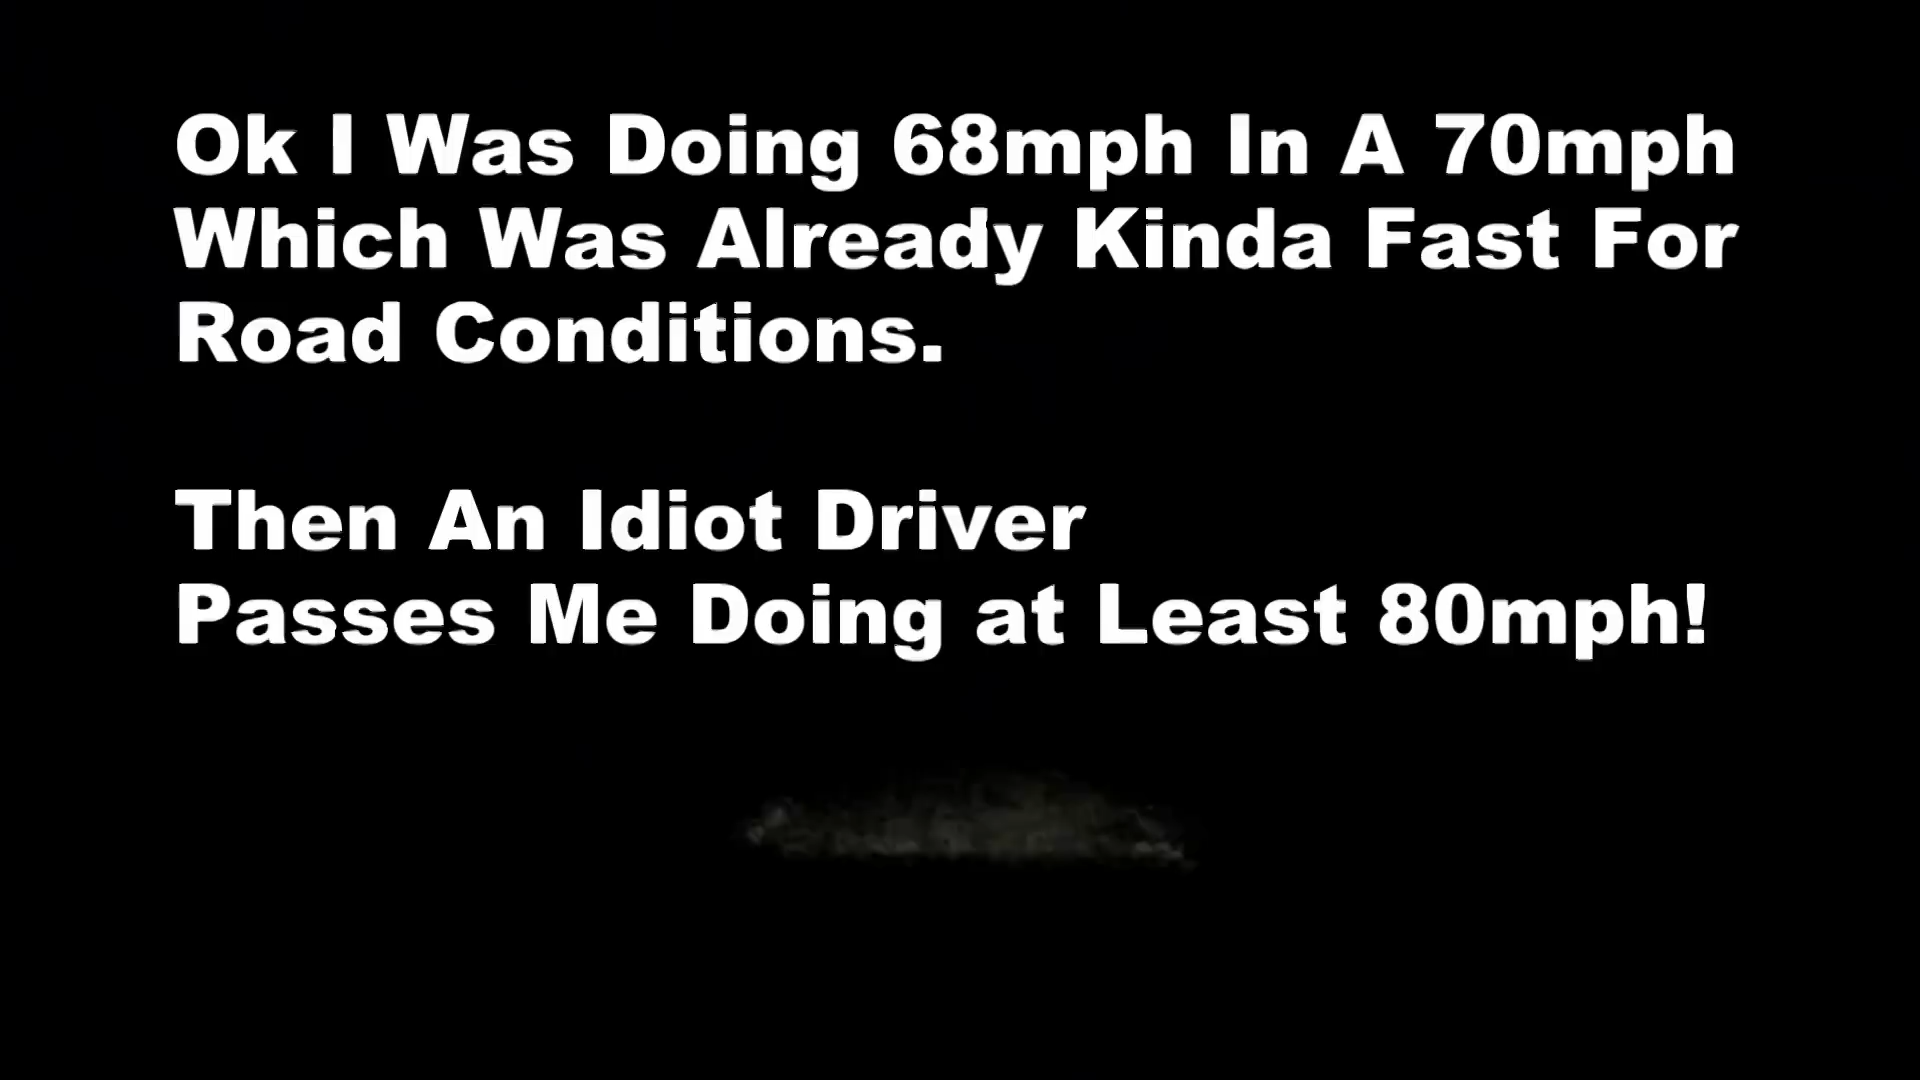 Ok I Was Doing 68mph In A 70mph
Which Was Already Kinda Fast For
Road Conditions.
Then An Idiot Driver
Passes Me Doing at Least 80mph!